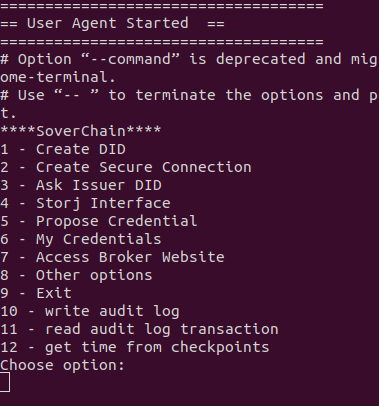 ====================================
== User Agent Started  ==
====================================
# Option “--command” is deprecated and mig
ome-terminal.
# Use “-- ” to terminate the options and p
t.
****SoverChain****
1 - Create DID
2 - Create Secure Connection
3 - Ask Issuer DID
4 - Storj Interface
5 - Propose Credential
6 - My Credentials
7 - Access Broker Website
8 - Other options
9 - Exit
10 - write audit log
11 - read audit log transaction
12 - get time from checkpoints
Choose option: